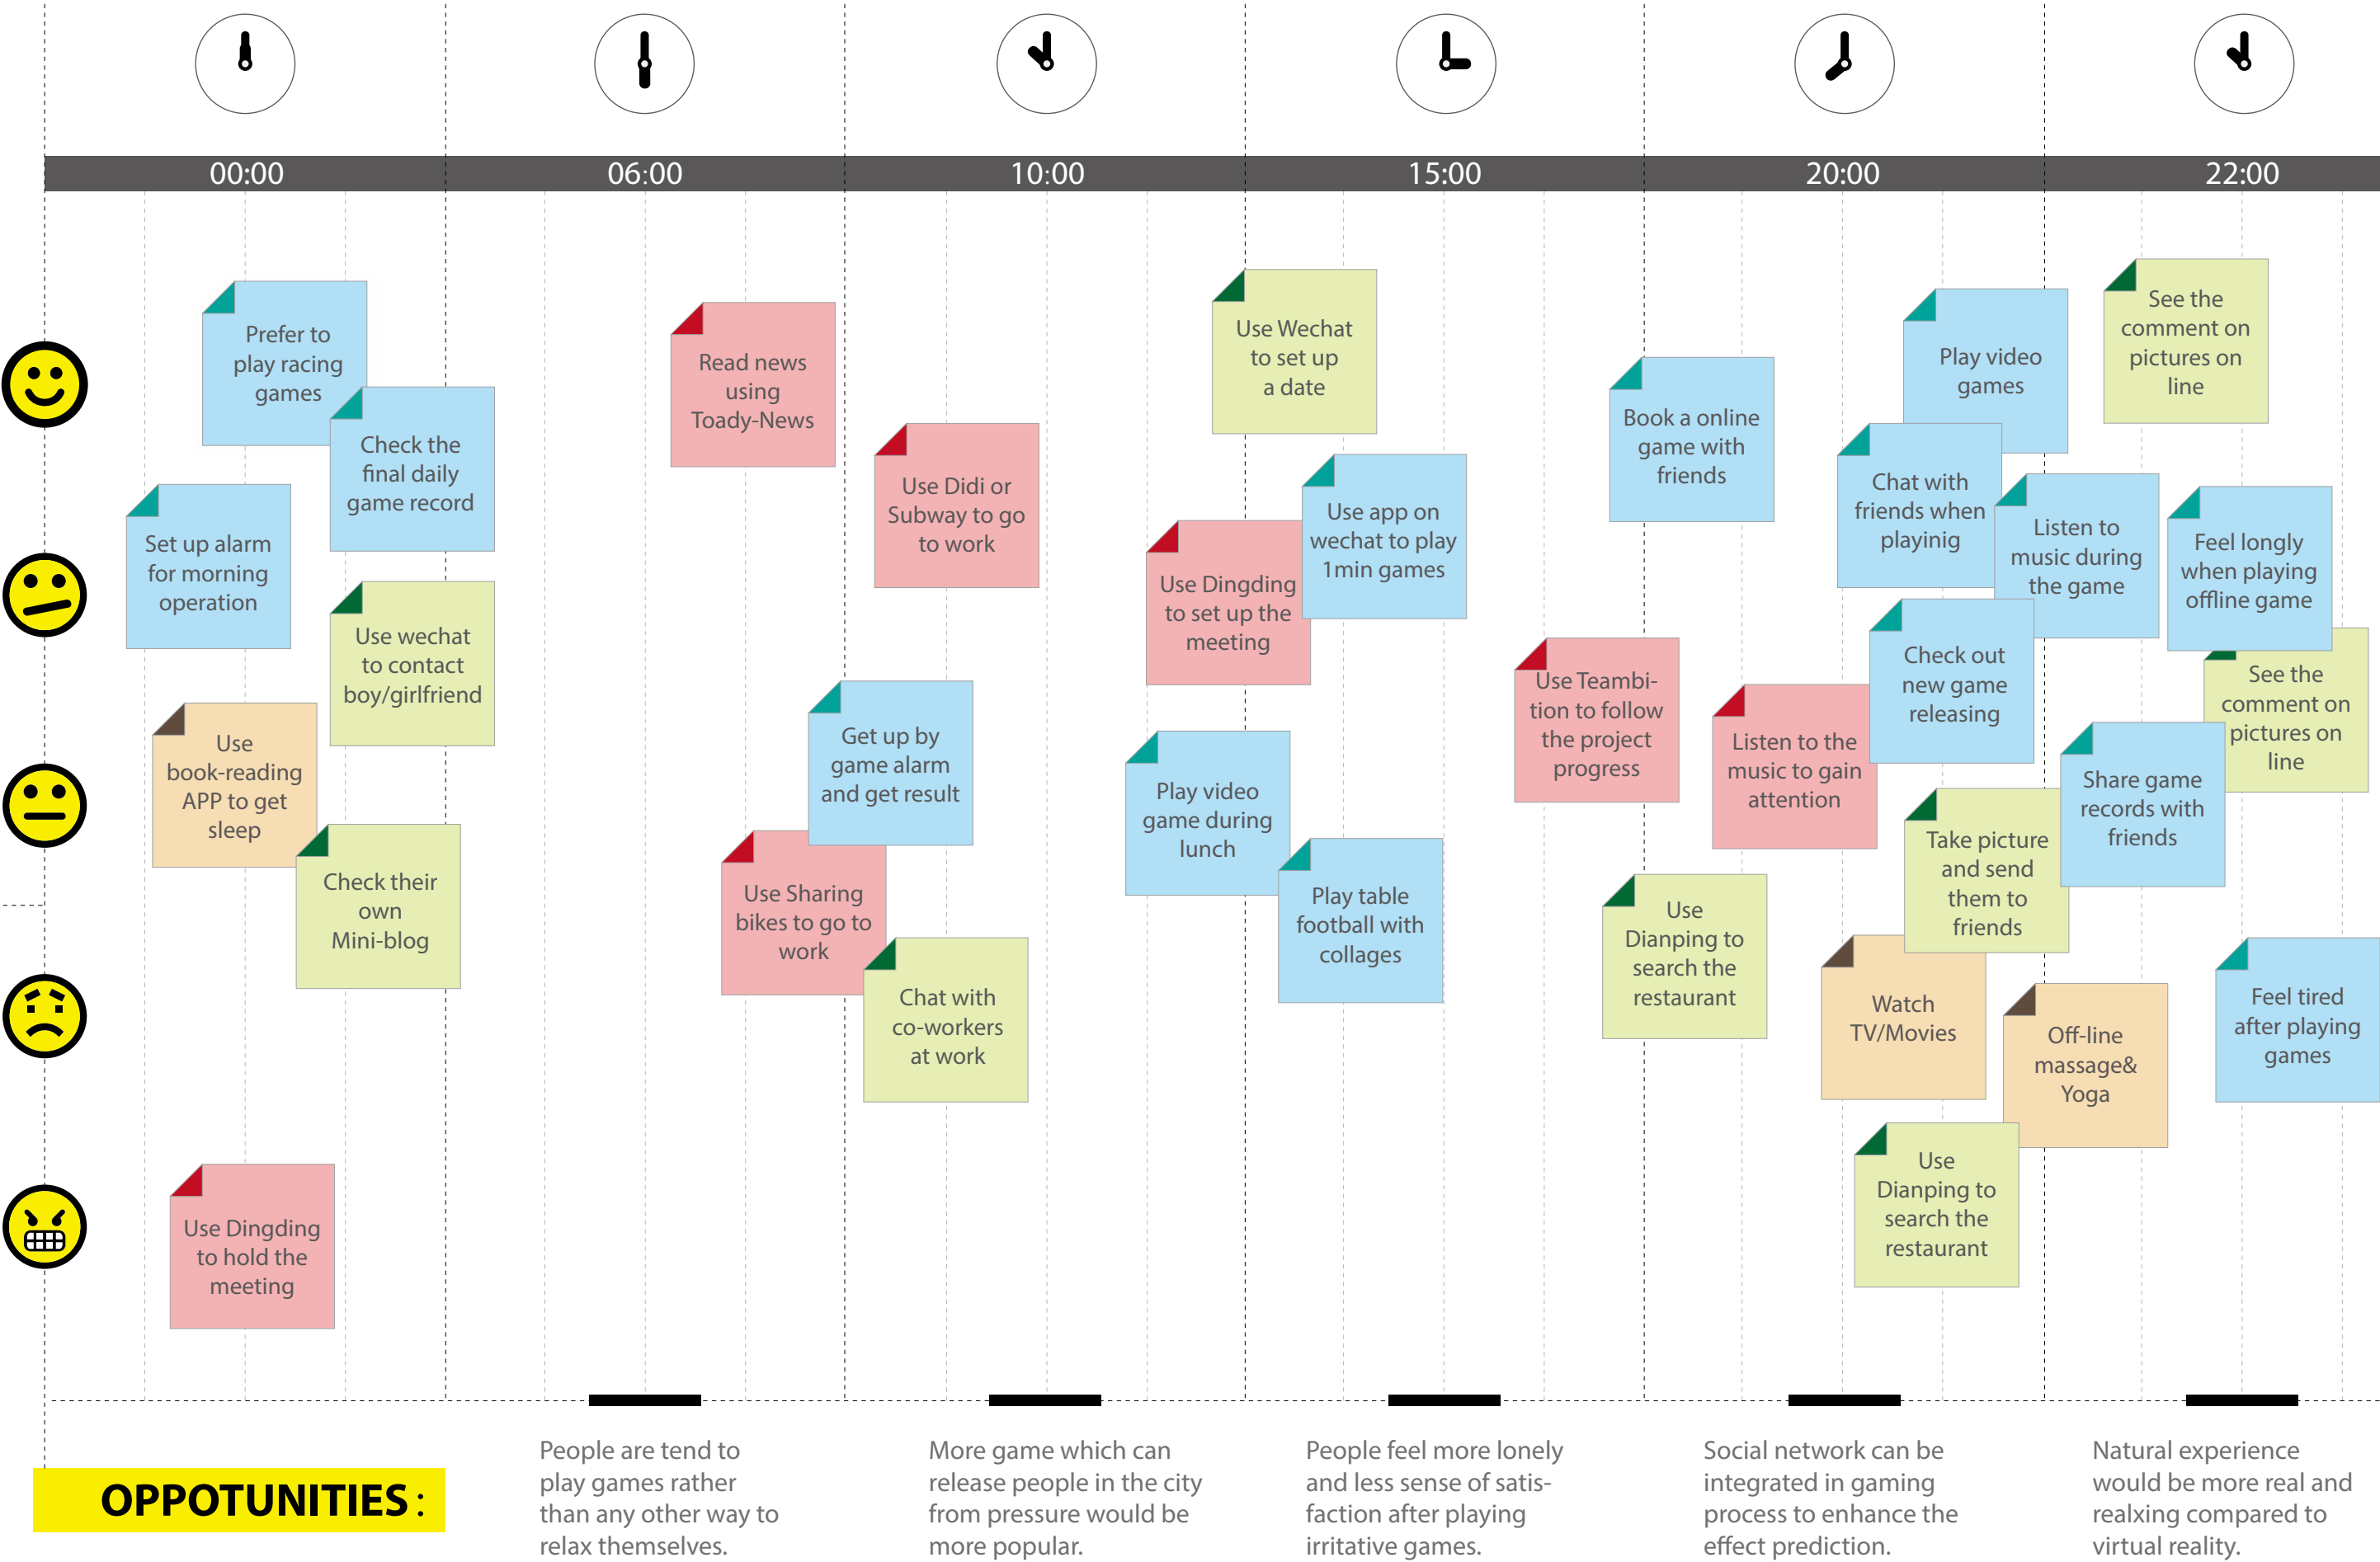 00:00
06:00
10:00
15:00
20:00
22:00
Prefer to
play racing
games
Check the
final daily
game record
Set up alarm
for morning
operation
Use wechat
to contact
boy/girlfriend
Use
book-reading
APP to get
sleep
Check their
own
Mini-blog
Use Dingding
to hold the
meeting
Read news
using
Toady-News
Use Didi or
Subway to go
to work
Get up by
game alarm
and get result
Use Sharing
bikes to go to
work
Chat with
co-workers
at work
Use Wechat
to set up
a date
Use app on
wechat to play
1min games
Use Dingding
to set up the
meeting
Play video
game during
lunch
Play table
football with
collages
Book a online
game with
friends
Use Teambi-
tion to follow
the project
progress
Listen to the
music to gain
attention
Use
Dianping to
search the
restaurant
Play video
games
Chat with
friends when
playinig
Listen to
music during
the game
Check out
new game
releasing
Take picture
and send
them to
friends
Watch
TV/Movies
Off-line
massage&
Yoga
Use
Dianping to
search the
restaurant
See the
comment on
pictures on
line
Feel longly
when playing
offline game
See the
comment on
pictures on
line
Share game
records with
friends
Feel tired
after playing
games
OPPOTUNITIES :
People are tend to
play games rather
than any other way to
relax themselves.
More game which can
release people in the city
from pressure would be
more popular.
People feel more lonely
and less sense of satis-
faction after playing
irritative games.
Social network can be
integrated in gaming
process to enhance the
effect prediction.
Natural experience
would be more real and
realxing compared to
virtual reality.